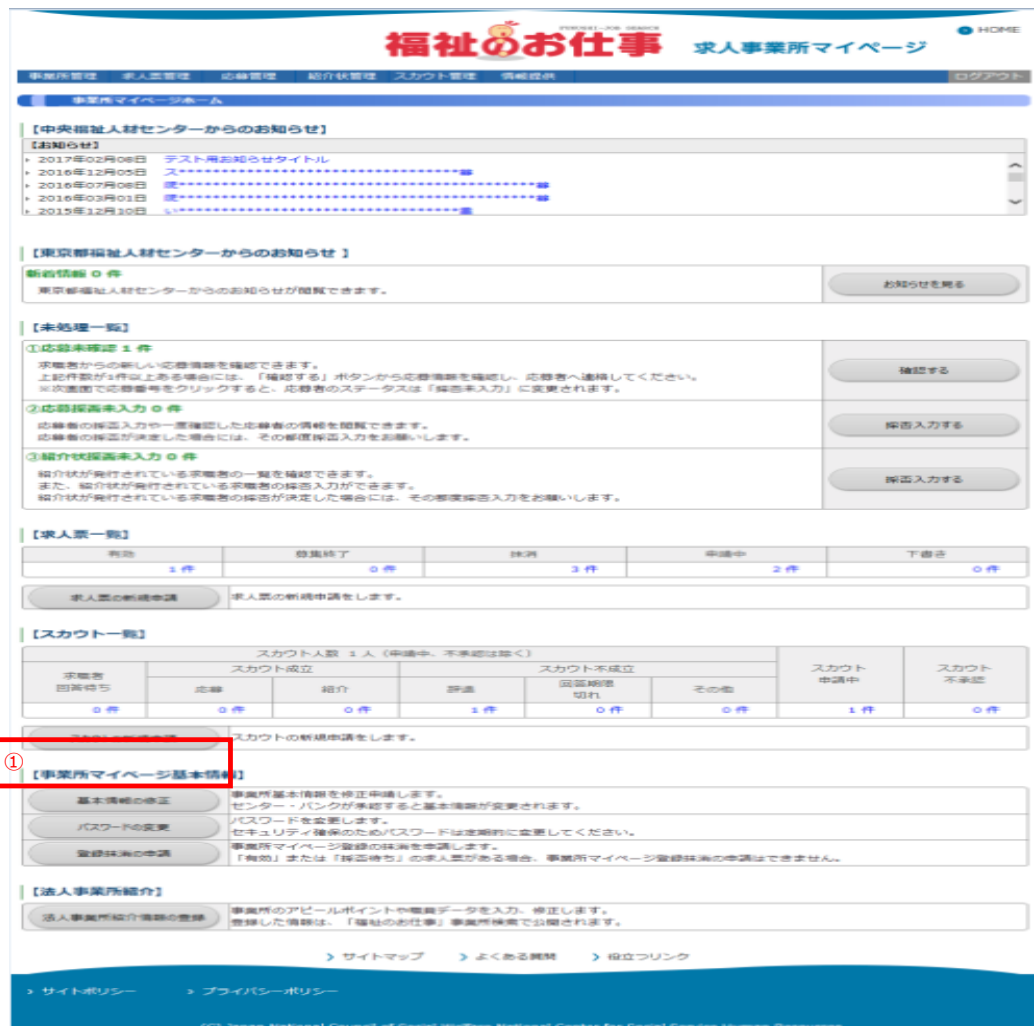 福祉のお仕事 求人事業所マイページ
HOME
事業所管理 求人票管理 応募管理 紹介状管理 スカウト管理 情報提供 ログアウト
事業所マイページホーム
【中央福祉人材センターからのお知らせ】
【お知らせ】
2017年02月08日 テスト用お知らせタイトル
2016年12月05日
2016年07月08日
2016年03月01日
2015年12月10日
【東京都福祉人材センターからのお知らせ 】
新着情報 0 件
東京都福祉人材センターからのお知らせが閲覧できます。
お知らせを見る
【未処理一覧】
①応募未確認 1 件
求職者からの新しい応募情報を確認できます。
上記件数が1件以上ある場合には、「確認する」ボタンから応募情報を確認し、応募者へ連絡してください。
※次画面で応募番号をクリックすると、応募者のステータスは「採否未入力」に変更されます。
確認する
②応募採否未入力 0 件
応募者の採否入力や一度確認した応募者の情報を閲覧できます。
応募者の採否が決定した場合には、その都度採否入力をお願いします。
採否入力する
③紹介状採否未入力 0 件
紹介状が発行されている求職者の一覧を確認できます。
また、紹介状が発行されている求職者の採否入力ができます。
紹介状が発行されている求職者の採否が決定した場合には、その都度採否入力をお願いします。
採否入力する
【求人票一覧】
有効 募集終了 抹消 申請中 下書き
1 件 0 件 3 件 2 件 0 件
求人票の新規申請 求人票の新規申請をします。
【スカウト一覧】
スカウト人数 1 人（申請中、不承認は除く）
求職者回答待ち スカウト成立 スカウト不成立 スカウト申請中 スカウト不承認
応募 紹介 辞退 回答期限切れ その他
0 件 0 件 0 件 1 件 0 件 0 件 1 件 0 件
スカウトの新規申請 スカウトの新規申請をします。
①
【事業所マイページ基本情報】
基本情報の修正 事業所基本情報を修正申請します。
センター・バンクが承認すると基本情報が変更されます。
パスワードの変更 パスワードを変更します。
セキュリティ確保のためパスワードは定期的に変更してください。
登録抹消の申請 事業所マイページ登録の抹消を申請します。
「有効」または「採否待ち」の求人票がある場合、事業所マイページ登録抹消の申請はできません。
【法人事業所紹介】
法人事業所紹介情報の登録 事業所のアピールポイントや職員データを入力、修正します。
登録した情報は、「福祉のお仕事」事業所検索で公開されます。
サイトマップ よくある質問 役立つリンク
サイトポリシー プライバシーポリシー